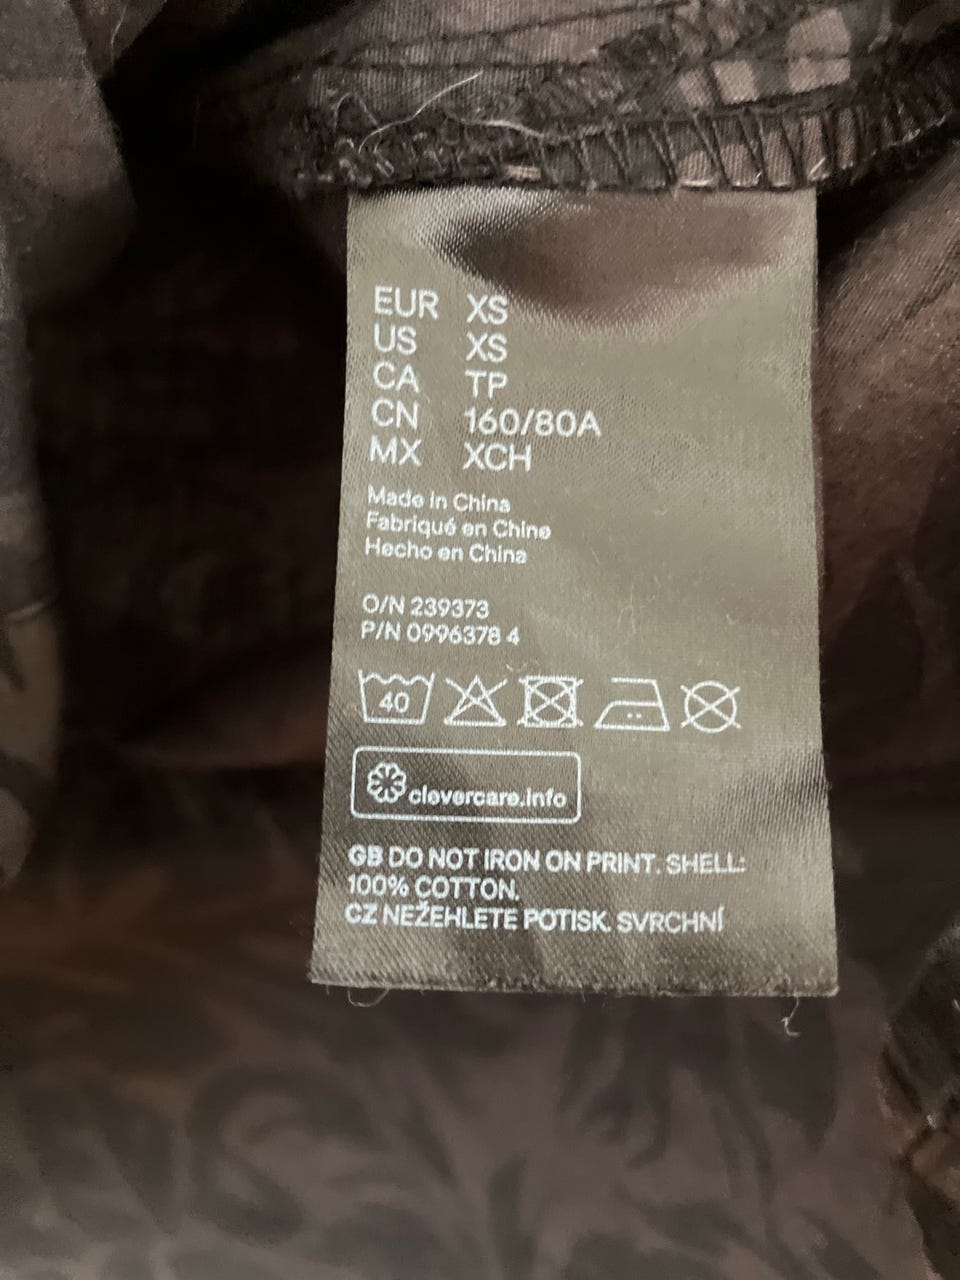 EUR XS
US XS
CA TP
CN 160/80A
MX XCH
Made in China
Fabriqué en Chine
Hecho en China
O/N 239373
P/N 0996378 4
40
clevercare.info
GB DO NOT IRON ON PRINT. SHELL:
100% COTTON.
CZ NEŽEHLETE POTISK. SVRCHNÍ